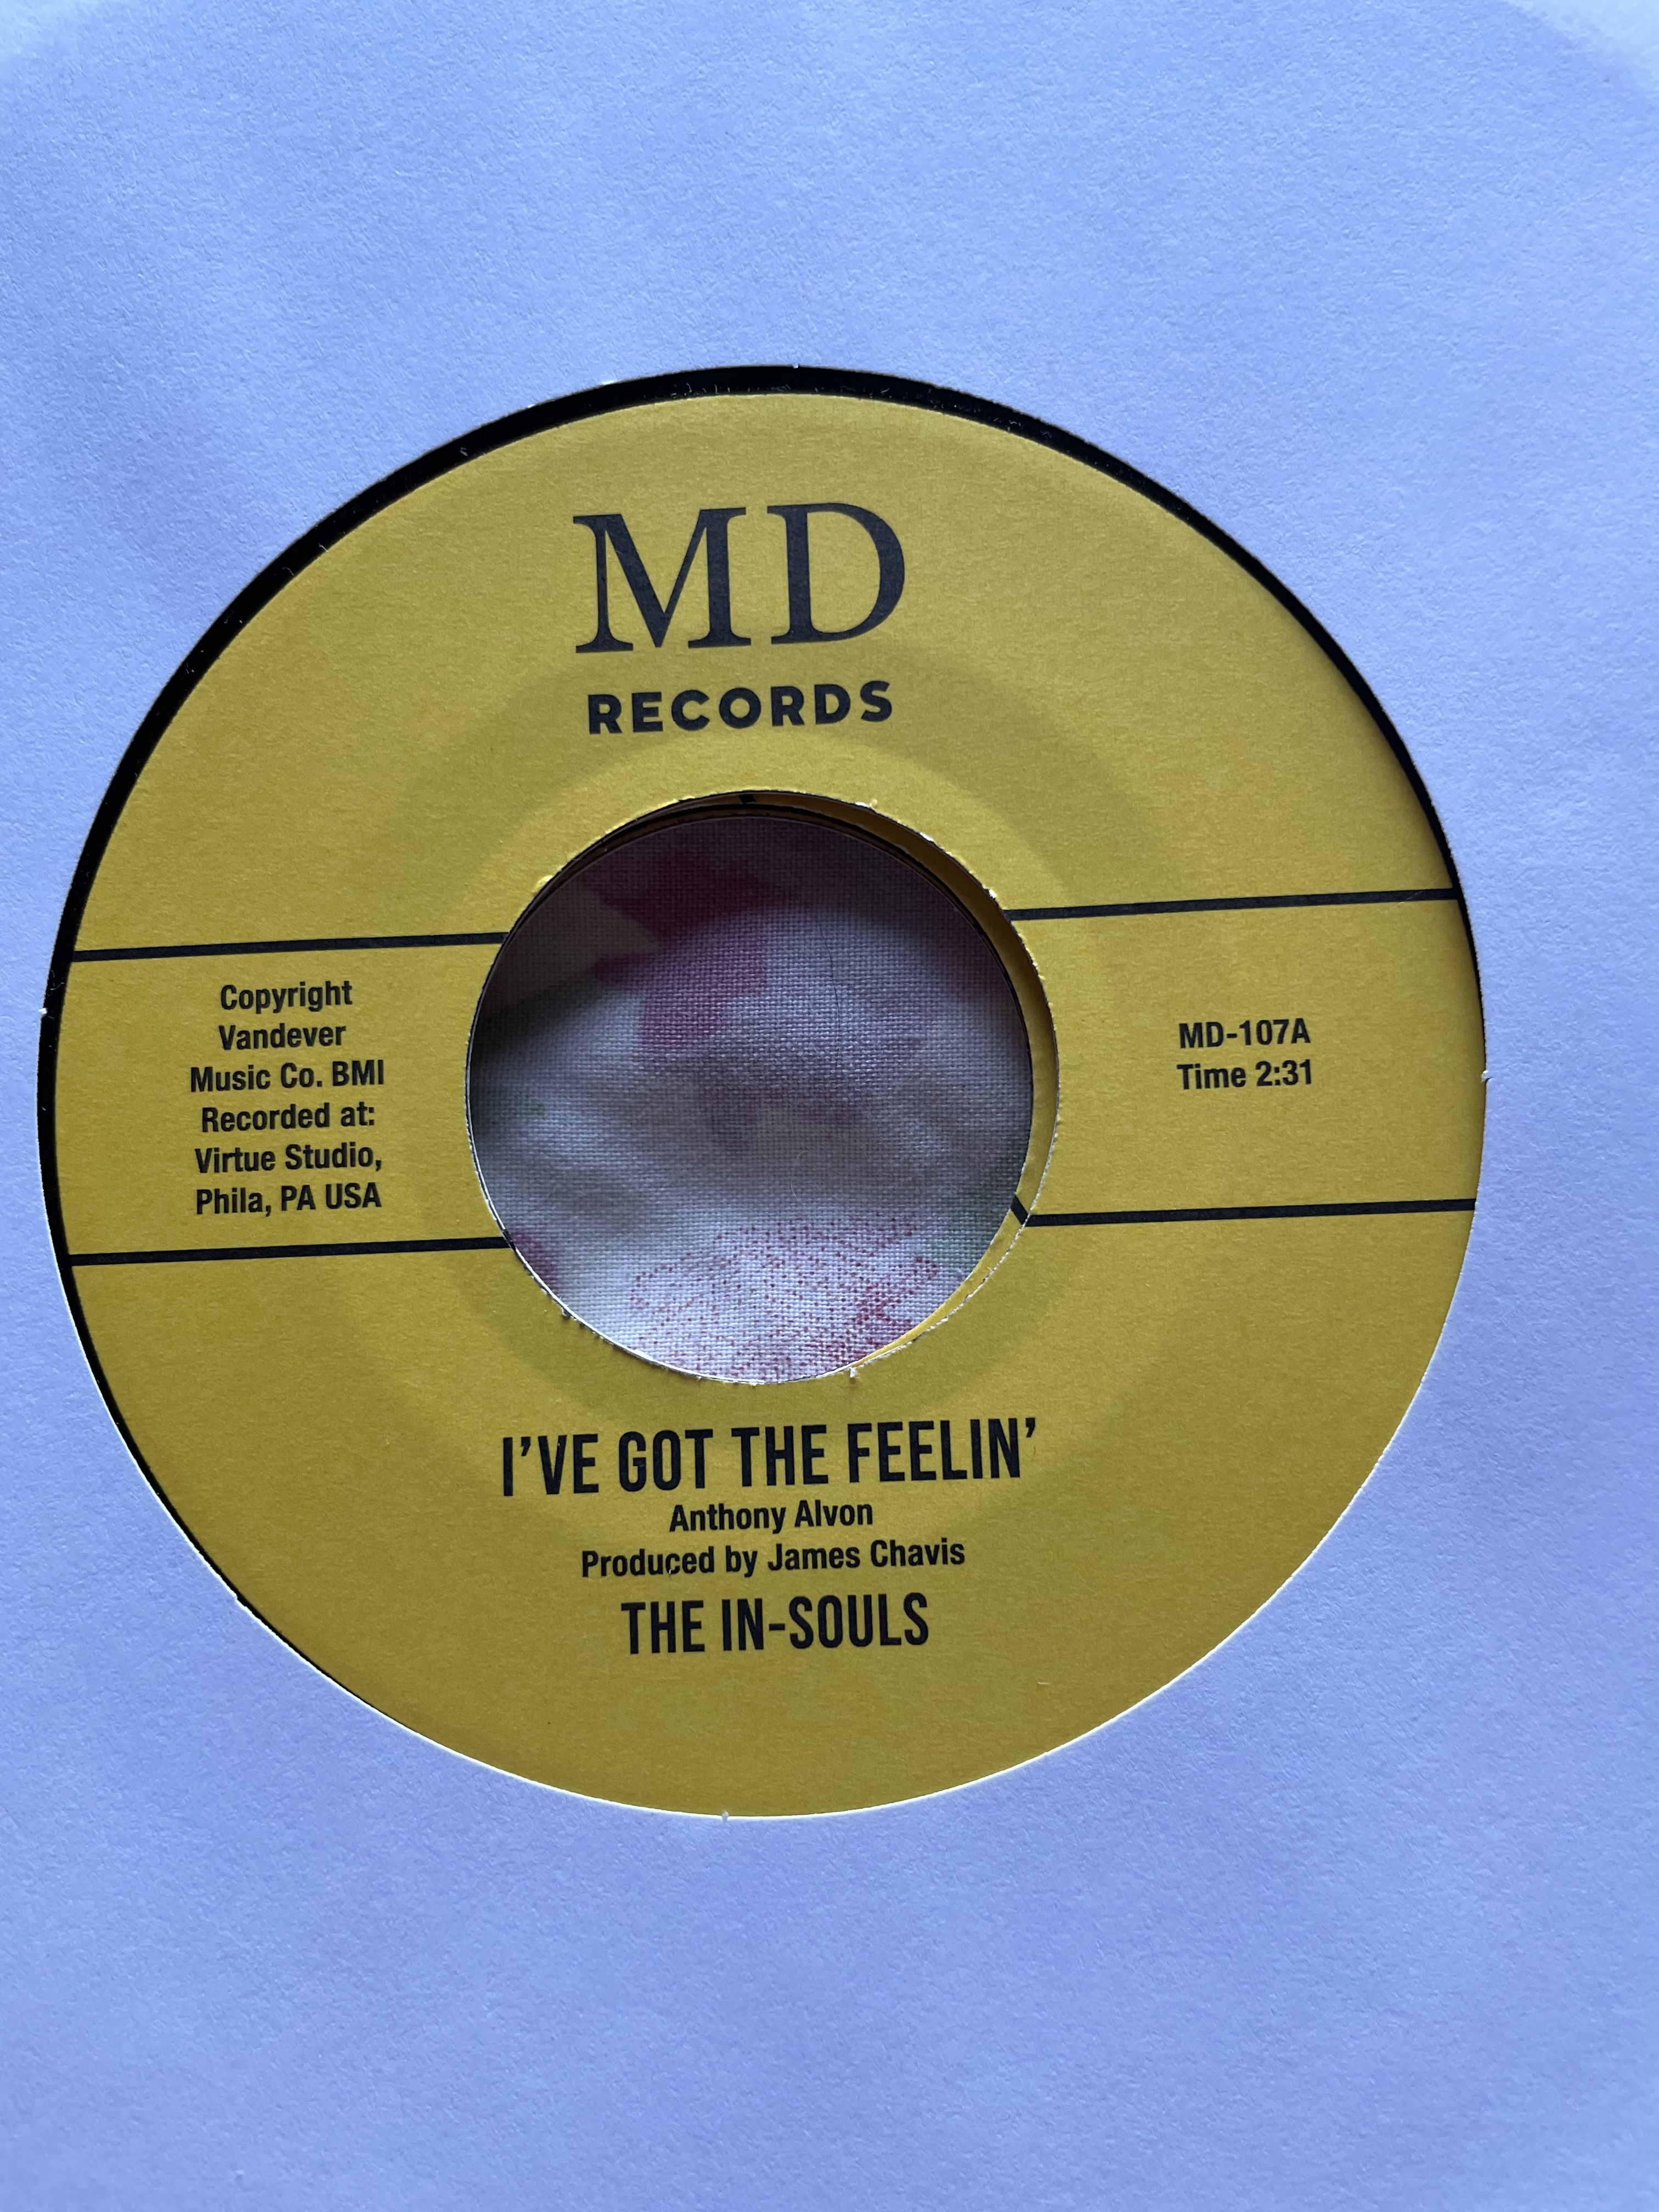 MD
RECORDS
Copyright
Vandever
Music Co. BMI
Recorded at:
Virtue Studio,
Phila, PA USA
MD-107A
Time 2:31
I'VE GOT THE FEELIN'
Anthony Alvon
Produced by James Chavis
THE IN-SOULS